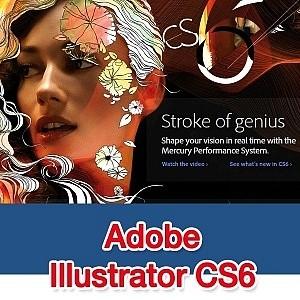 CS6
Stroke of genius
Shape your vision in real time with the
Mercury Performance System.
Watch the video ›
See what's new in CS6 ›
Adobe
Illustrator CS6